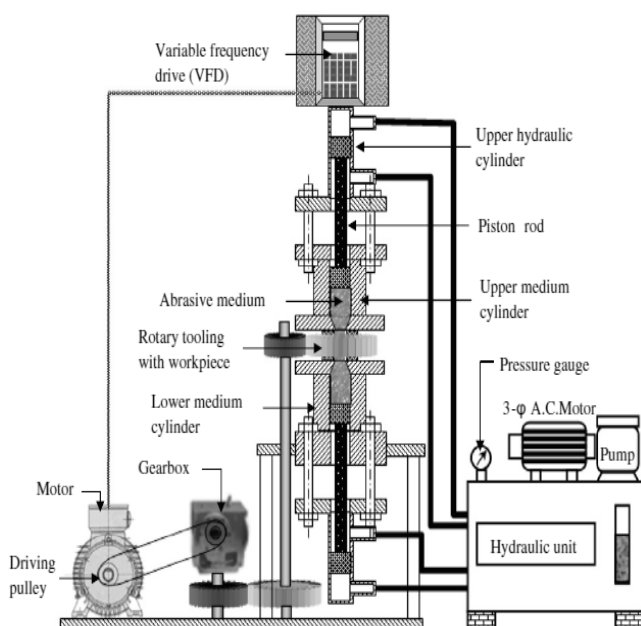 Variable frequency
drive (VFD)
Upper hydraulic
cylinder
Piston rod
Abrasive medium
Upper medium
cylinder
Rotary tooling
with workpiece
Pressure gauge
Lower medium
cylinder
3-φ A.C.Motor
Pump
Gearbox
Motor
Hydraulic unit
Driving
pulley